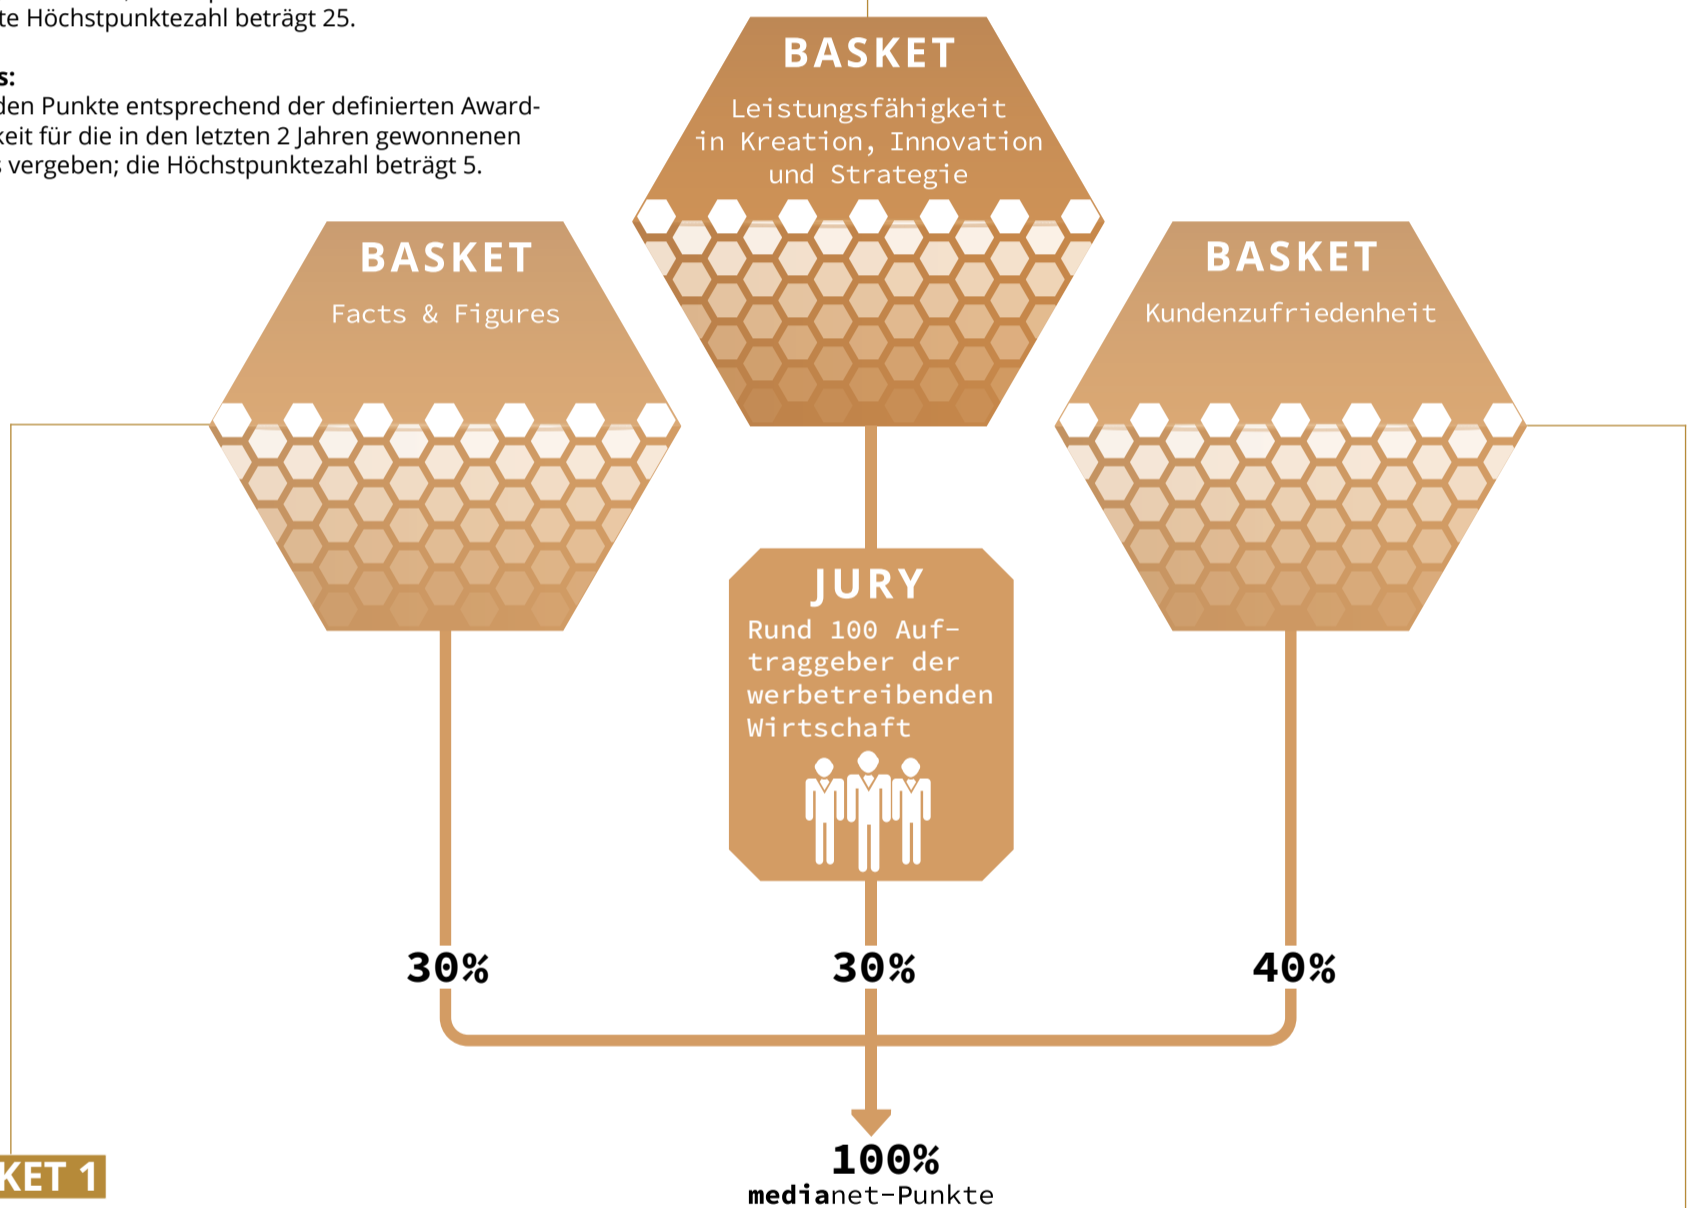 te Höchstpunktezahl beträgt 25.
s:
den Punkte entsprechend der definierten Award-
keit für die in den letzten 2 Jahren gewonnenen
s vergeben; die Höchstpunktezahl beträgt 5.
BASKET
Leistungsfähigkeit
in Kreation, Innovation
und Strategie
BASKET
Facts & Figures
BASKET
Kundenzufriedenheit
JURY
Rund 100 Auf-
traggeber der
werbetreibenden
Wirtschaft
30%
30%
40%
100%
medianet-Punkte
KET 1